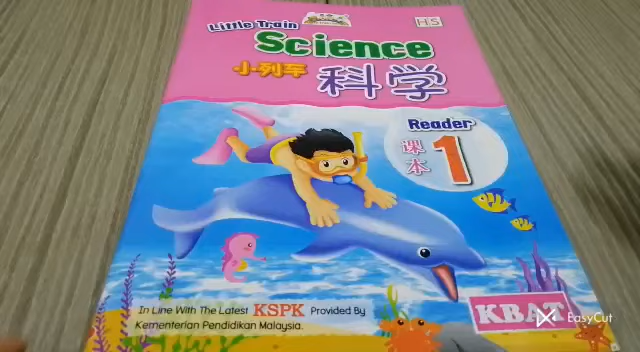 Little Train
HS
Science
小列车 科学
Reader
课本
1
In Line With The Latest KSPK Provided By
Kementerian Pendidikan Malaysia.
KBAT
EasyCut